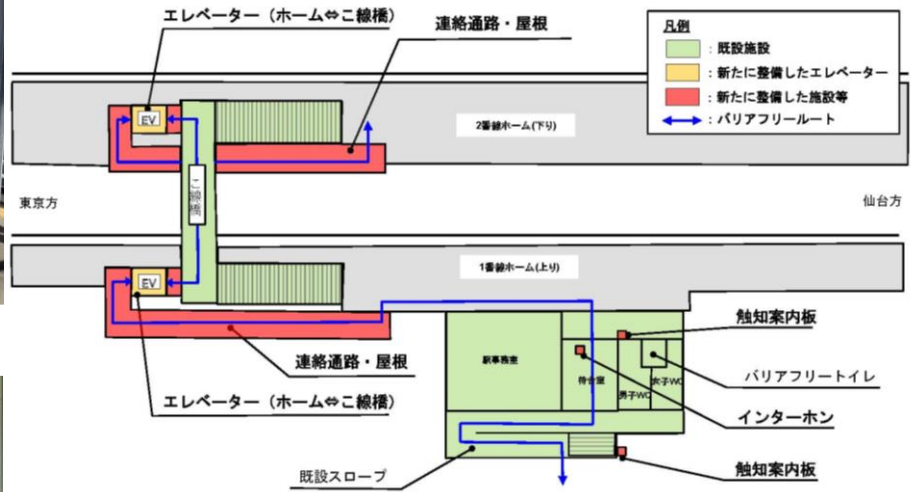 エレベーター（ホーム⇔こ線橋）
連絡通路・屋根
凡例
：既設施設
：新たに整備したエレベーター
：新たに整備した施設等
：バリアフリールート
EV
2番線ホーム(下り)
こ線橋
東京方
仙台方
1番線ホーム(上り)
EV
触知案内板
連絡通路・屋根
駅事務室
待合室
男子WC
女子WC
バリアフリートイレ
エレベーター（ホーム⇔こ線橋）
インターホン
既設スロープ
触知案内板